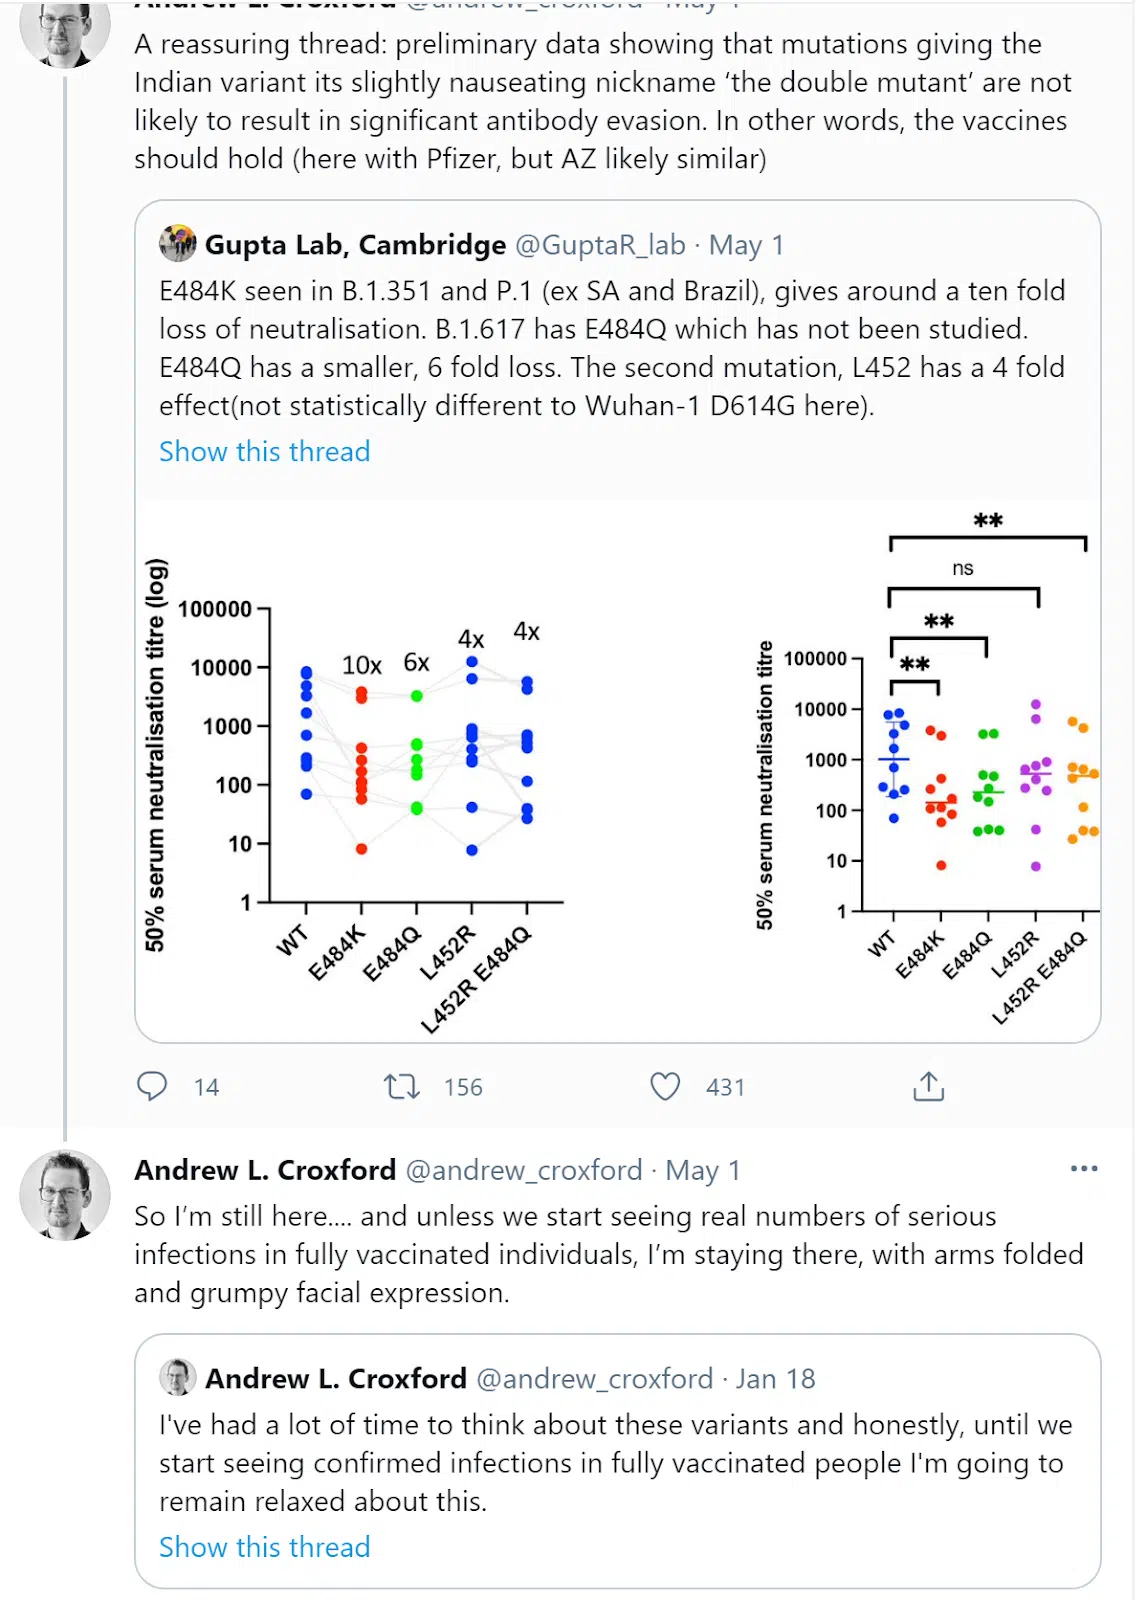 Andrew L. Croxford @andrew_croxford · May 1
A reassuring thread: preliminary data showing that mutations giving the
Indian variant its slightly nauseating nickname ‘the double mutant’ are not
likely to result in significant antibody evasion. In other words, the vaccines
should hold (here with Pfizer, but AZ likely similar)
Gupta Lab, Cambridge @GuptaR_lab · May 1
E484K seen in B.1.351 and P.1 (ex SA and Brazil), gives around a ten fold
loss of neutralisation. B.1.617 has E484Q which has not been studied.
E484Q has a smaller, 6 fold loss. The second mutation, L452 has a 4 fold
effect(not statistically different to Wuhan-1 D614G here).
Show this thread
50% serum neutralisation titre (log)
100000
10000
1000
100
10
1
10x
6x
4x
4x
WT
E484K
E484Q
L452R
L452R E484Q
**
ns
**
**
50% serum neutralisation titre
100000
10000
1000
100
10
1
WT
E484K
E484Q
L452R
L452R E484Q
14
156
431
Andrew L. Croxford @andrew_croxford · May 1
So I’m still here.... and unless we start seeing real numbers of serious
infections in fully vaccinated individuals, I’m staying there, with arms folded
and grumpy facial expression.
Andrew L. Croxford @andrew_croxford · Jan 18
I've had a lot of time to think about these variants and honestly, until we
start seeing confirmed infections in fully vaccinated people I'm going to
remain relaxed about this.
Show this thread